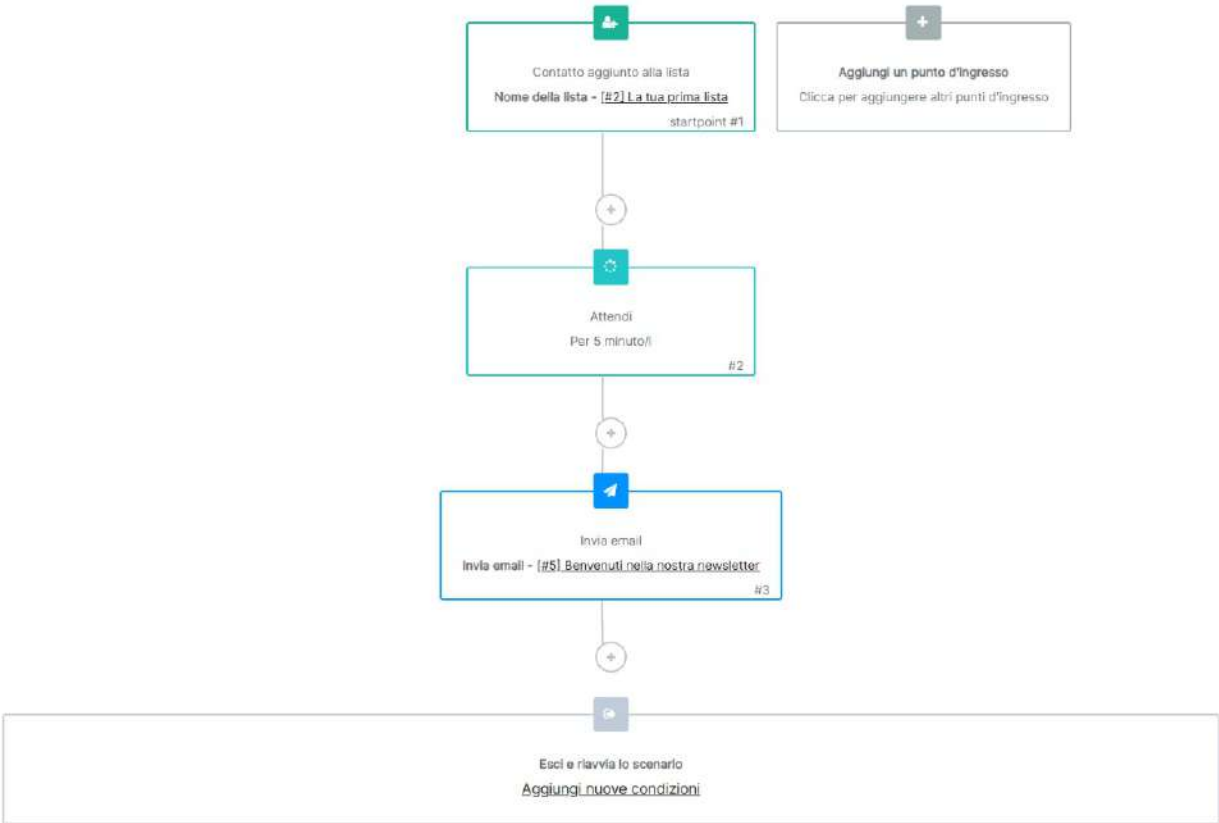 Contatto aggiunto alla lista
Nome della lista - [#2] La tua prima lista
startpoint #1
Aggiungi un punto d'ingresso
Clicca per aggiungere altri punti d'ingresso
Attendi
Per 5 minuto/i
#2
Invia email
Invia email - [#5] Benvenuti nella nostra newsletter
#3
Esci e riavvia lo scenario
Aggiungi nuove condizioni